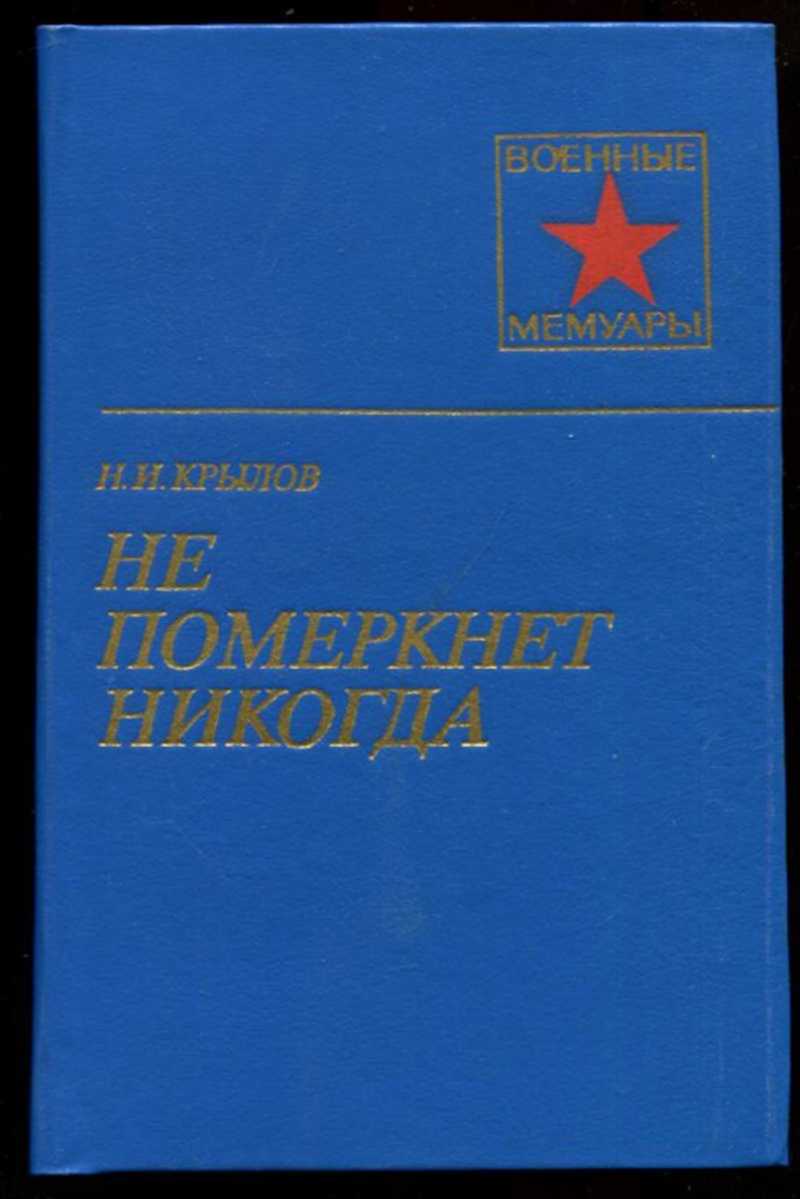 ВОЕННЫЕ
МЕМУАРЫ
Н. И. КРЫЛОВ
НЕ
ПОМЕРКНЕТ
НИКОГДА